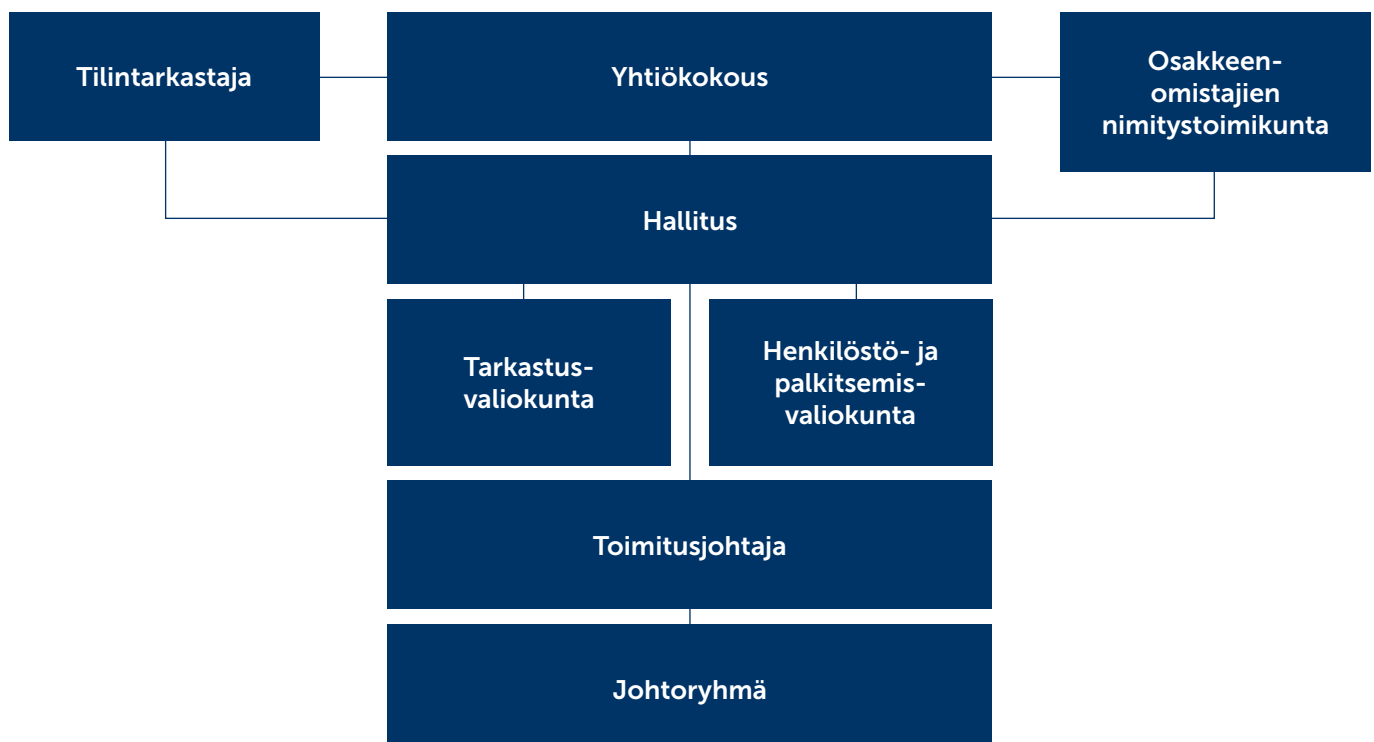 Tilintarkastaja
Yhtiökokous
Osakkeen-
omistajien
nimitystoimikunta
Hallitus
Tarkastus-
valiokunta
Henkilöstö- ja
palkitsemis-
valiokunta
Toimitusjohtaja
Johtoryhmä